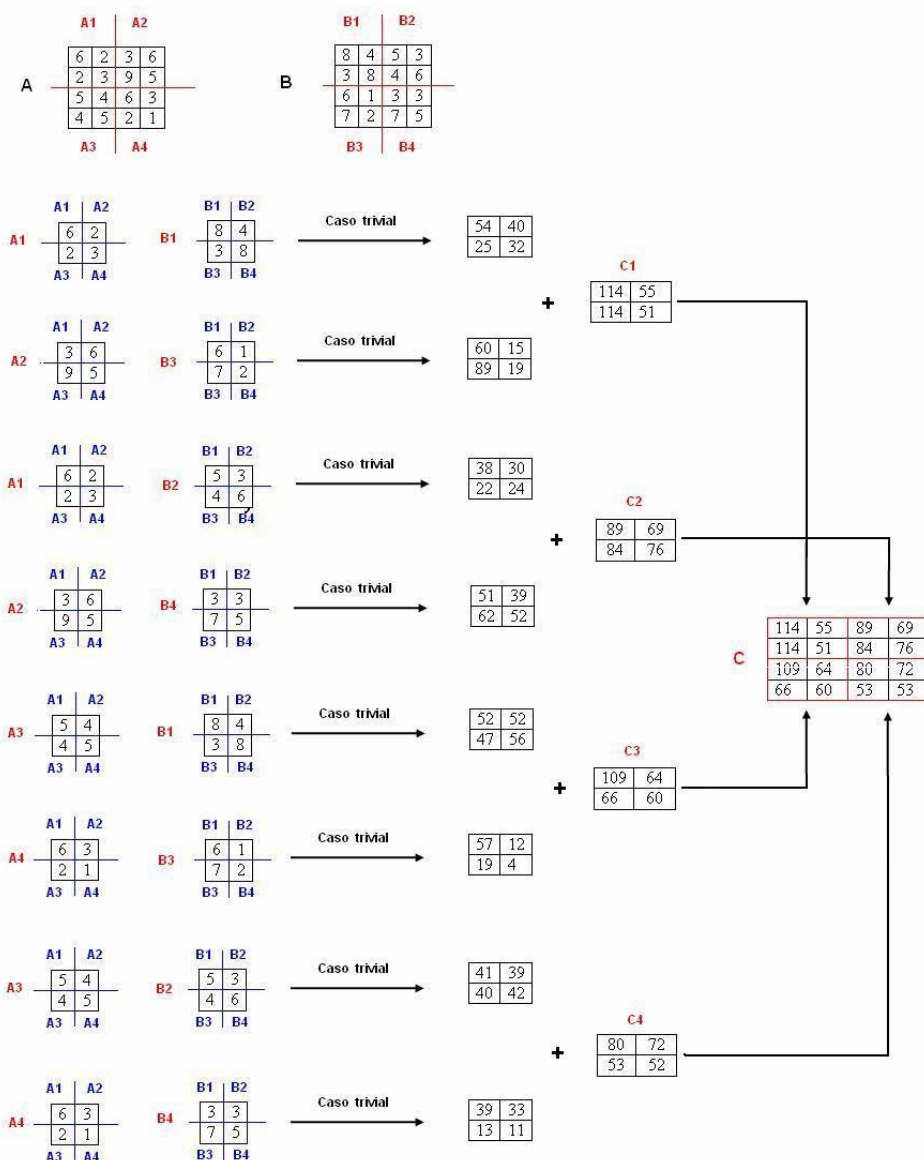 A1 A2 B1 B2
6 2 3 6 8 4 5 3
2 3 9 5 3 8 4 6
A B
5 4 6 3 6 1 3 3
4 5 2 1 7 2 7 5
A3 A4 B3 B4
A1 A2 B1 B2
6 2 8 4 Caso trivial 54 40
A1 B1
2 3 3 8 25 32
A3 A4 B3 B4
C1
+ 114 55
114 51
A1 A2 B1 B2
3 6 6 1 Caso trivial 60 15
A2 B3
9 5 7 2 89 19
A3 A4 B3 B4
A1 A2 B1 B2
6 2 5 3 Caso trivial 38 30
A1 B2
2 3 4 6 22 24
A3 A4 B3 B4
C2
+ 89 69
84 76
A1 A2 B1 B2
3 6 3 3 Caso trivial 51 39
A2 B4
9 5 7 5 62 52
A3 A4 B3 B4
114 55 89 69
114 51 84 76
C
109 64 80 72
66 60 53 53
A1 A2 B1 B2
5 4 8 4 Caso trivial 52 52
A3 B1
4 5 3 8 47 56
A3 A4 B3 B4
C3
+ 109 64
66 60
A1 A2 B1 B2
6 3 6 1 Caso trivial 57 12
A4 B3
2 1 7 2 19 4
A3 A4 B3 B4
A1 A2 B1 B2
5 4 5 3 Caso trivial 41 39
A3 B2
4 5 4 6 40 42
A3 A4 B3 B4
C4
+ 80 72
53 52
A1 A2 B1 B2
6 3 3 3 Caso trivial 39 33
A4 B4
2 1 7 5 13 11
A3 A4 B3 B4